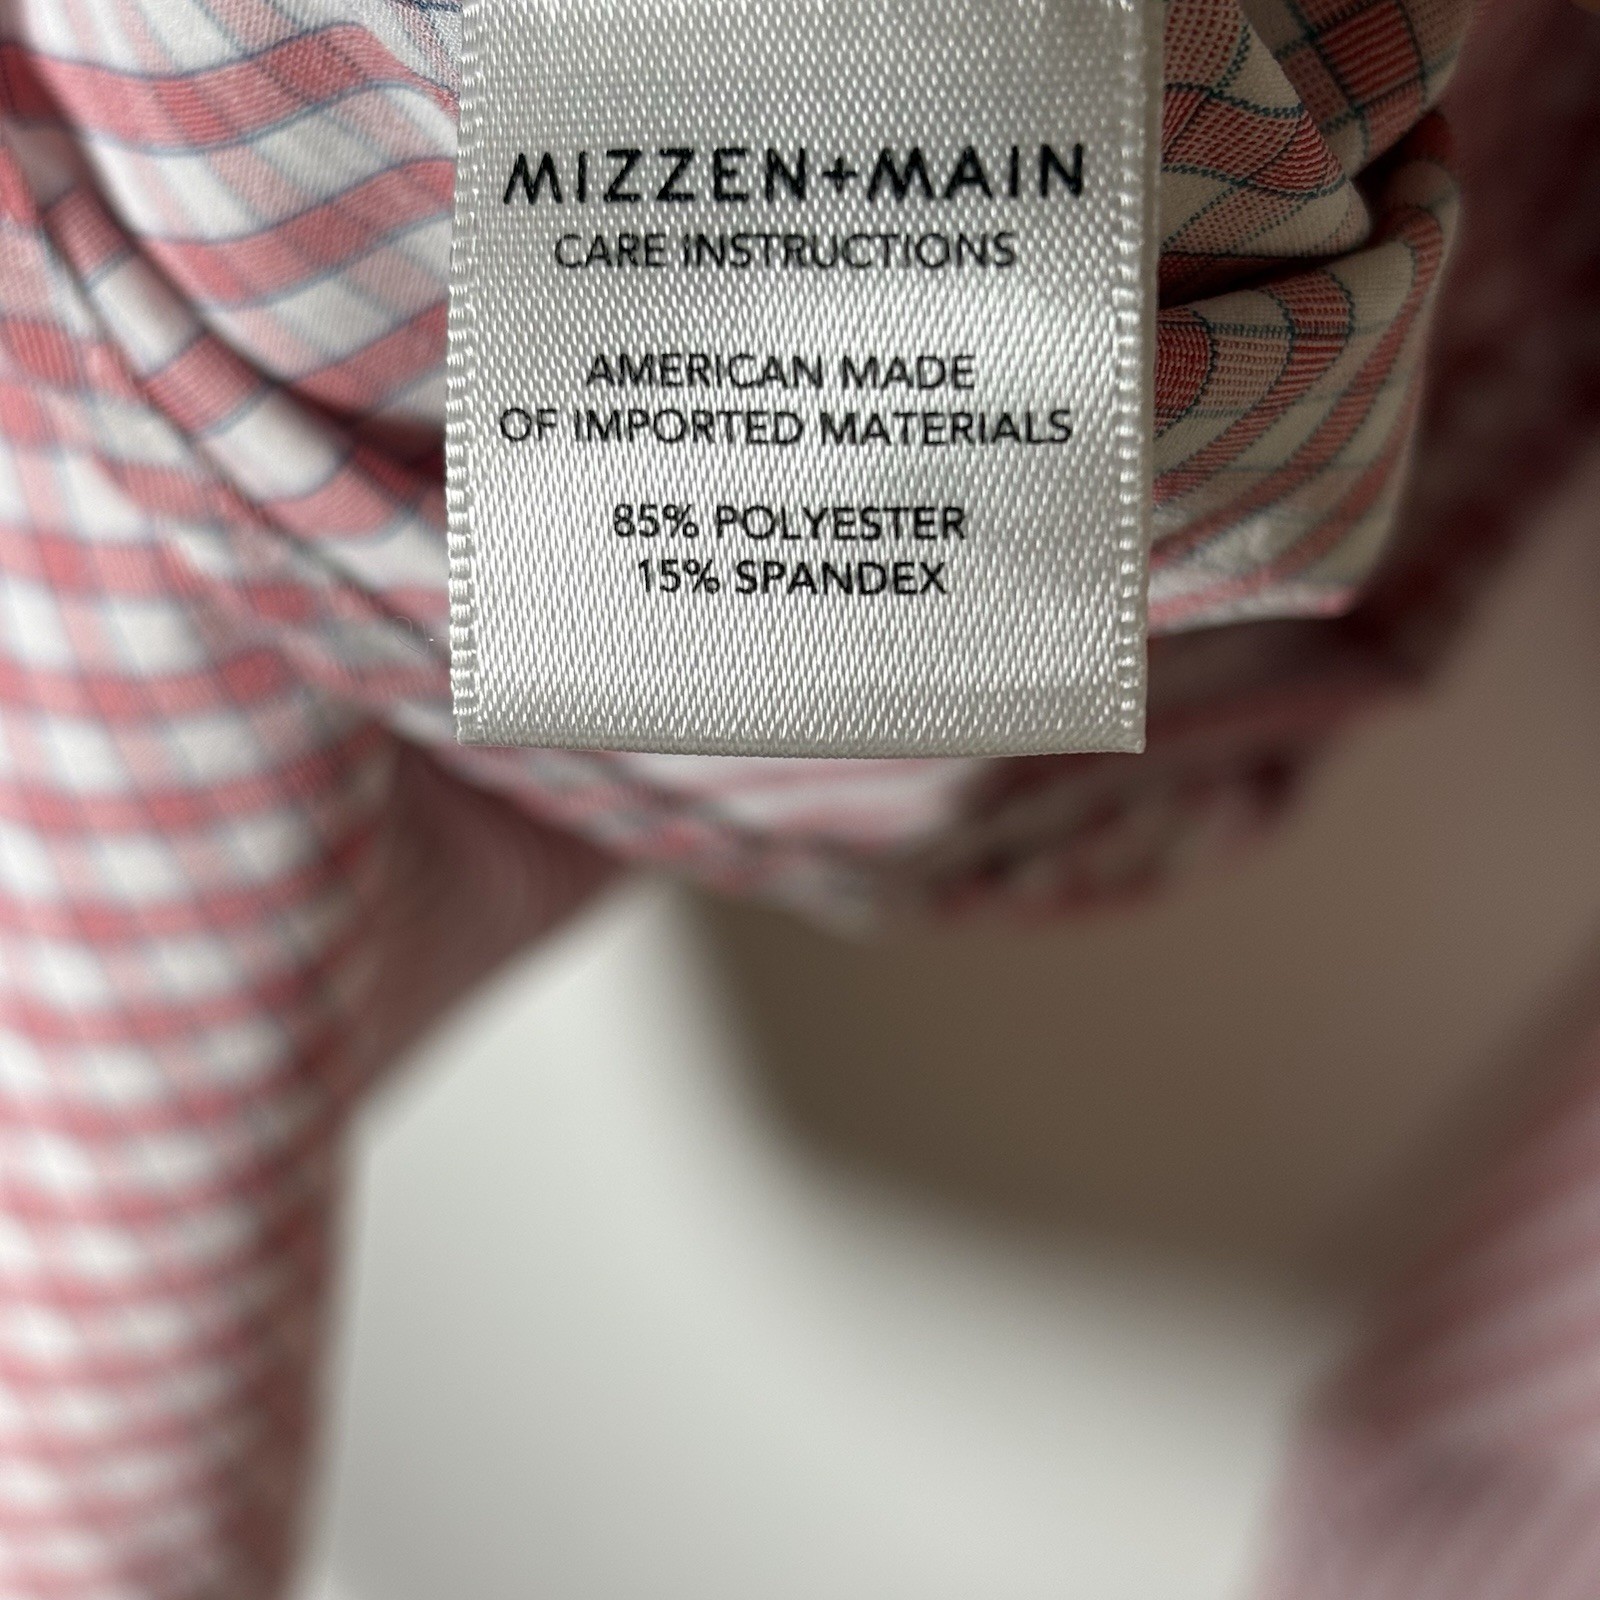 MIZZEN+MAIN
CARE INSTRUCTIONS
AMERICAN MADE
OF IMPORTED MATERIALS
85% POLYESTER
15% SPANDEX